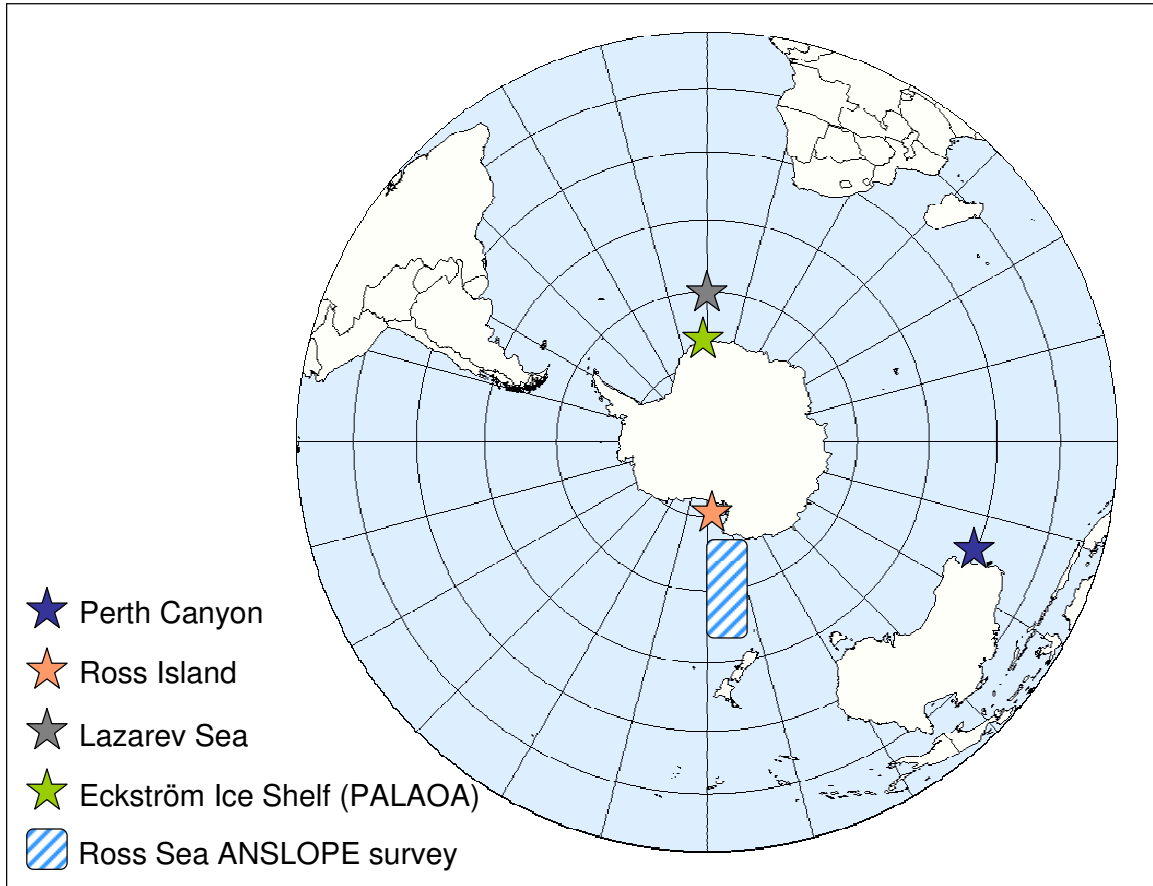 Perth Canyon
Ross Island
Lazarev Sea
Eckström Ice Shelf (PALAOA)
Ross Sea ANSLOPE survey